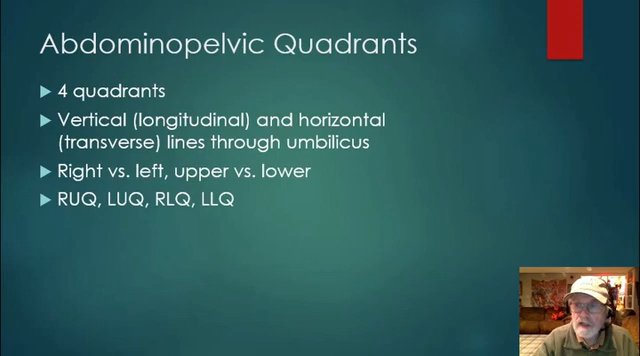 Abdominopelvic Quadrants
4 quadrants
Vertical (longitudinal) and horizontal
(transverse) lines through umbilicus
Right vs. left, upper vs. lower
RUQ, LUQ, RLQ, LLQ